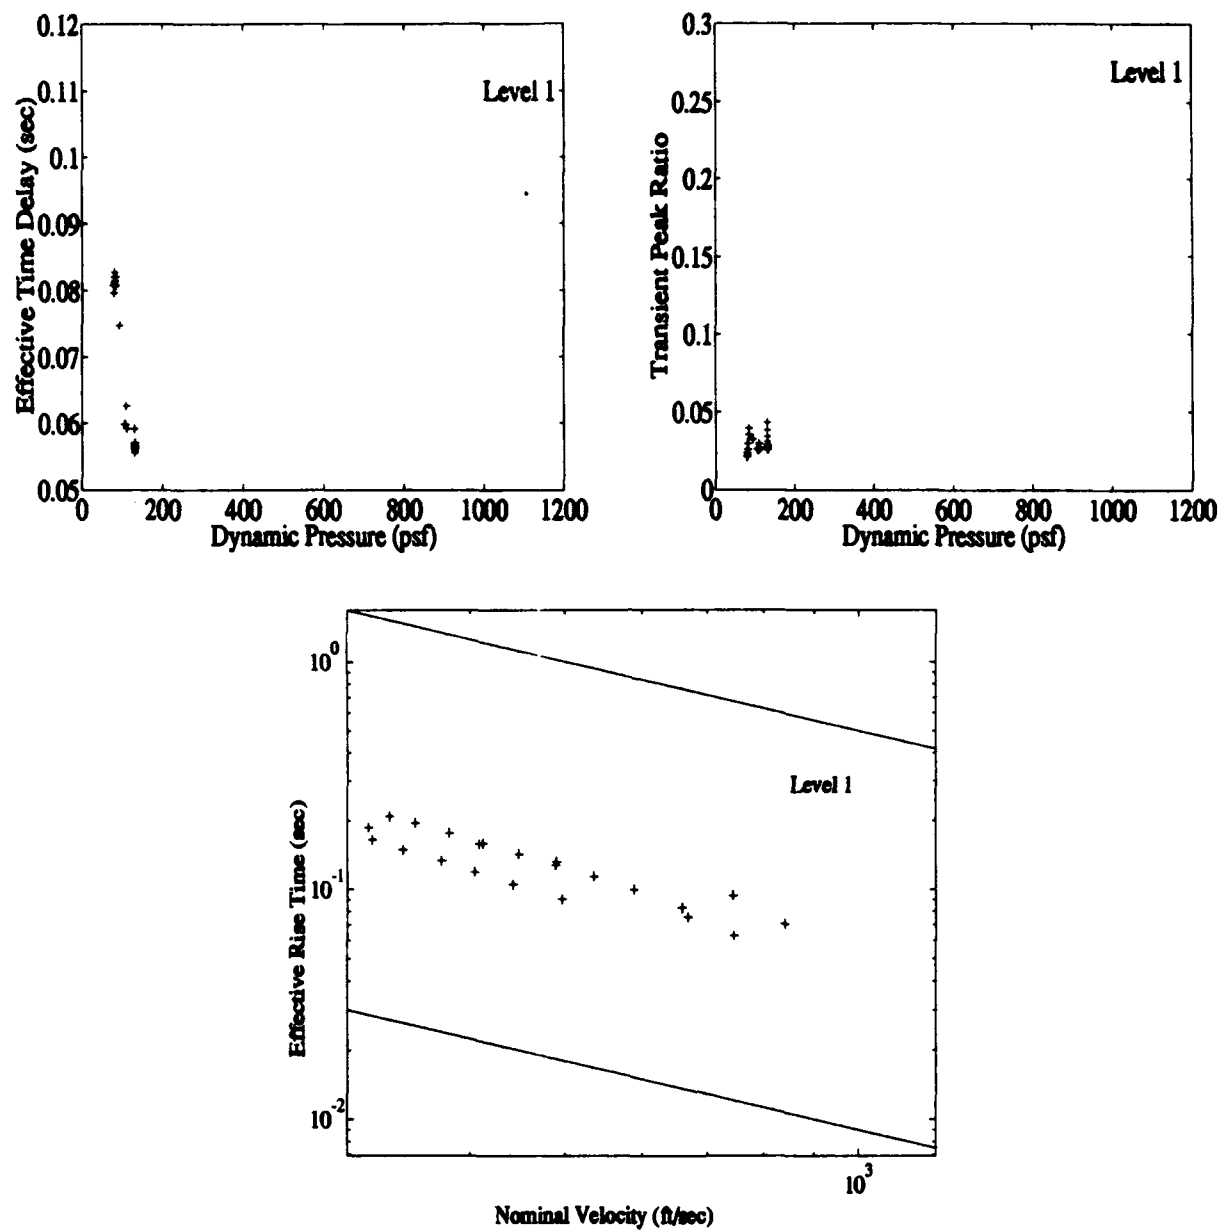 0.12
0.11
0.1
0.09
0.08
0.07
0.06
0.05
Effective Time Delay (sec)
Level 1
0 200 400 600 800 1000 1200
Dynamic Pressure (psf)
0.3
0.25
0.2
0.15
0.1
0.05
0
Transient Peak Ratio
Level 1
0 200 400 600 800 1000 1200
Dynamic Pressure (psf)
10^0
10^-1
10^-2
Effective Rise Time (sec)
Level 1
10^3
Nominal Velocity (ft/sec)